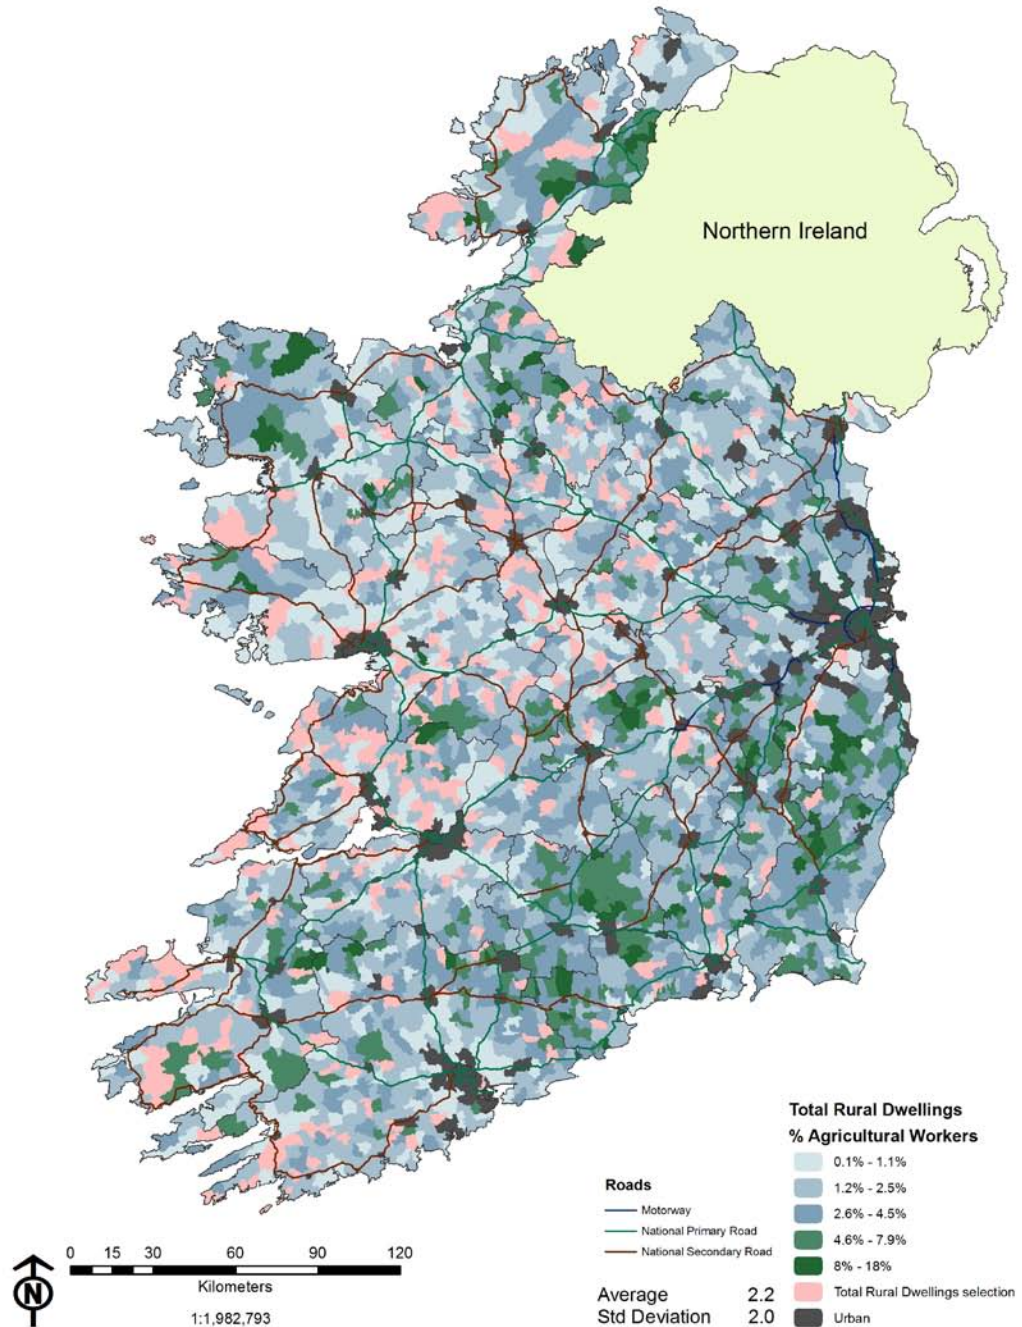 Northern Ireland
Total Rural Dwellings
% Agricultural Workers
0.1% - 1.1%
1.2% - 2.5%
2.6% - 4.5%
4.6% - 7.9%
8% - 18%
Total Rural Dwellings selection
Urban
Roads
Motorway
National Primary Road
National Secondary Road
Average 2.2
Std Deviation 2.0
0 15 30 60 90 120
Kilometers
N
1:1,982,793